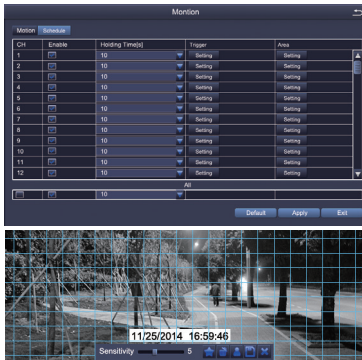 Montion
Motion Schedule
CH Enable Holding Time[s] Trigger Area
1 10 Setting Setting
2 10 Setting Setting
3 10 Setting Setting
4 10 Setting Setting
5 10 Setting Setting
6 10 Setting Setting
7 10 Setting Setting
8 10 Setting Setting
9 10 Setting Setting
10 10 Setting Setting
11 10 Setting Setting
12 10 Setting Setting
All
10
Default Apply Exit
11/25/2014 16:59:46
Sensitivity 5